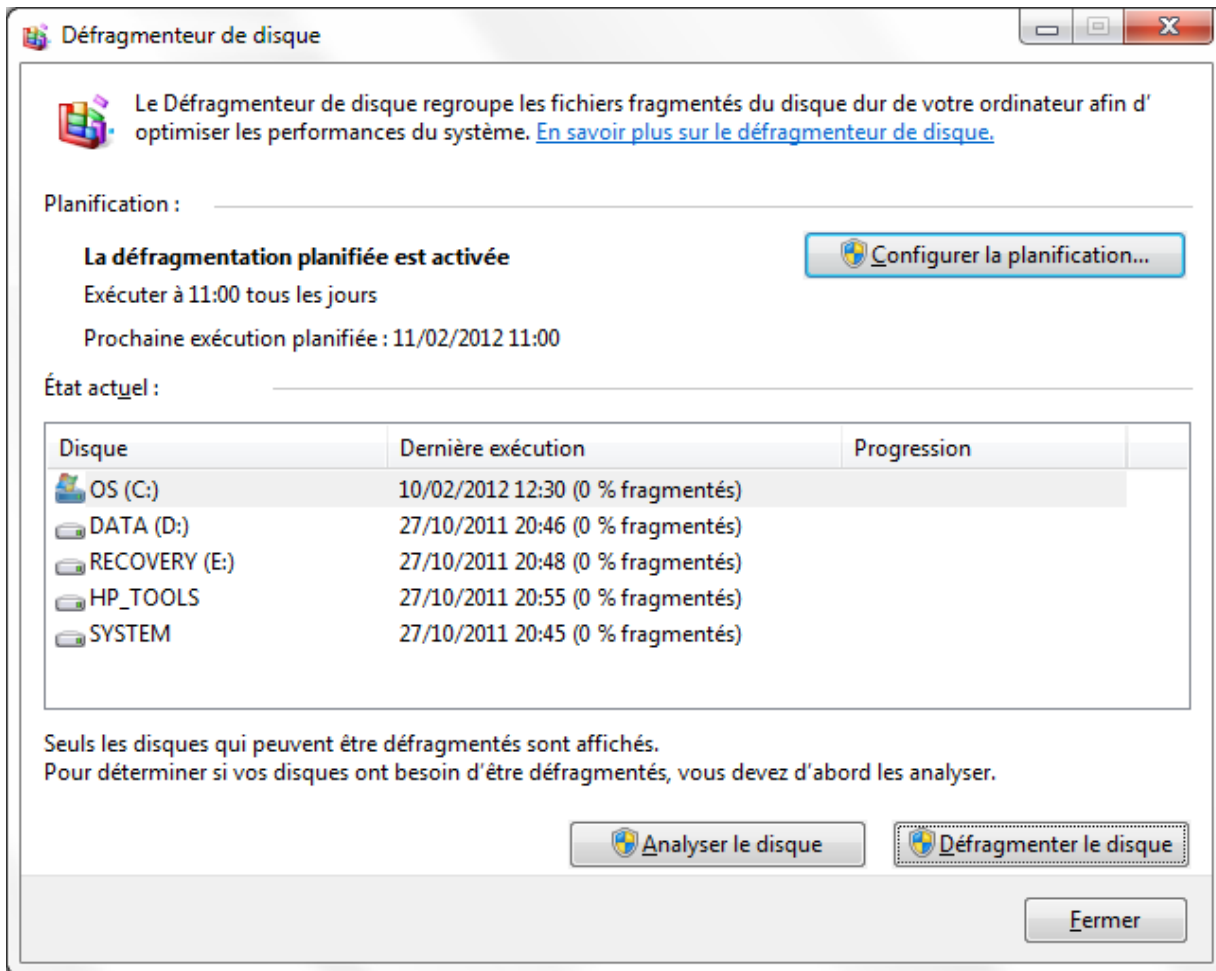 Défragmenteur de disque
Le Défragmenteur de disque regroupe les fichiers fragmentés du disque dur de votre ordinateur afin d'
optimiser les performances du système. En savoir plus sur le défragmenteur de disque.
Planification :
La défragmentation planifiée est activée
Configurer la planification...
Exécuter à 11:00 tous les jours
Prochaine exécution planifiée : 11/02/2012 11:00
État actuel :
Disque Dernière exécution Progression
OS (C:) 10/02/2012 12:30 (0 % fragmentés)
DATA (D:) 27/10/2011 20:46 (0 % fragmentés)
RECOVERY (E:) 27/10/2011 20:48 (0 % fragmentés)
HP_TOOLS 27/10/2011 20:55 (0 % fragmentés)
SYSTEM 27/10/2011 20:45 (0 % fragmentés)
Seuls les disques qui peuvent être défragmentés sont affichés.
Pour déterminer si vos disques ont besoin d'être défragmentés, vous devez d'abord les analyser.
Analyser le disque Défragmenter le disque
Fermer